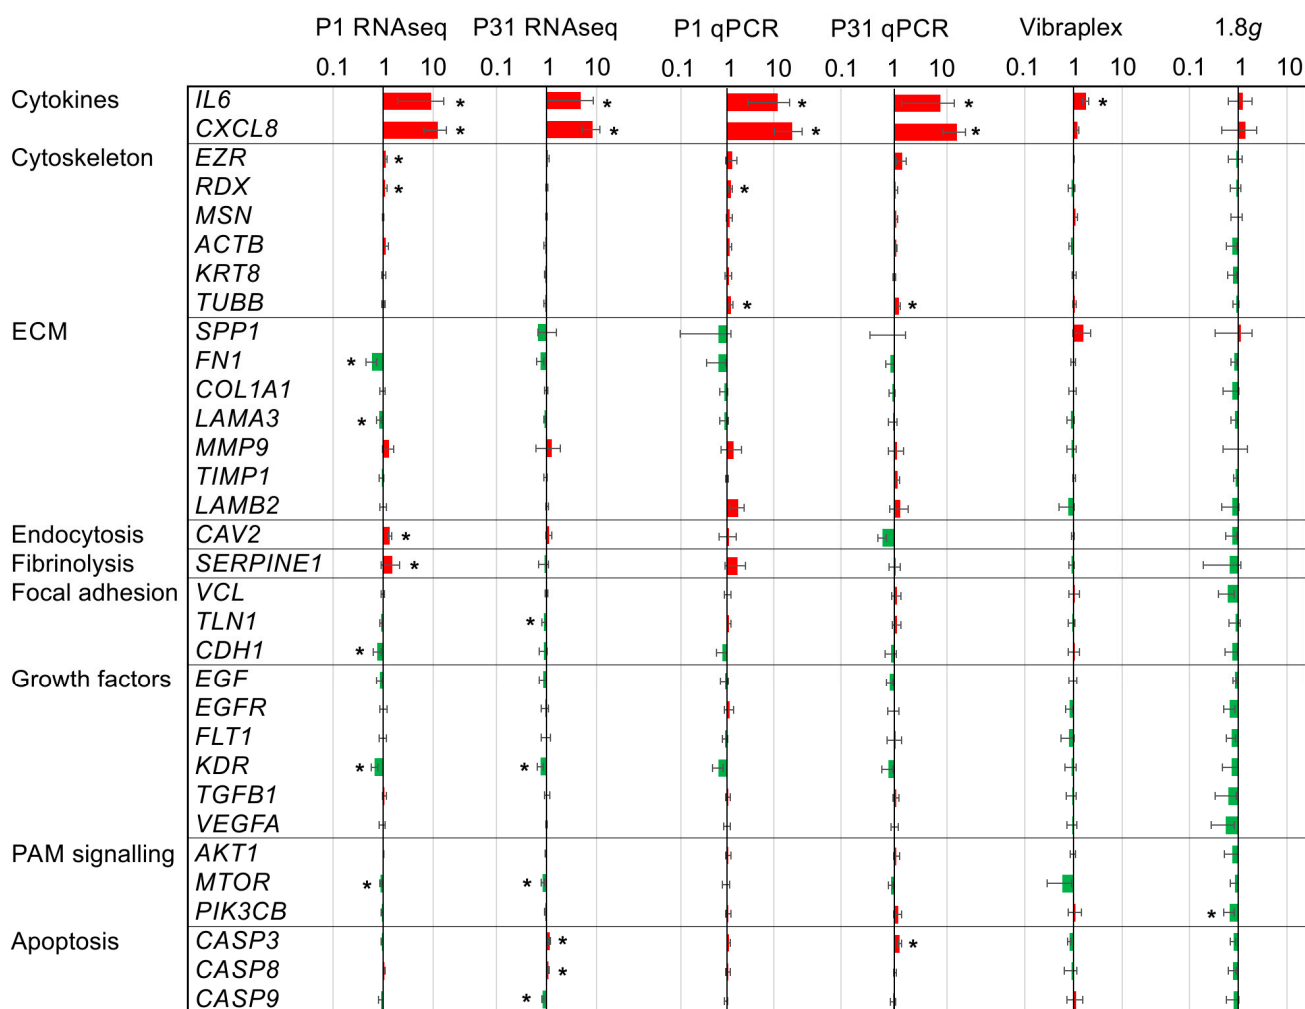 P1 RNAseq P31 RNAseq P1 qPCR P31 qPCR Vibraplex 1.8g
0.1 1 10 0.1 1 10 0.1 1 10 0.1 1 10 0.1 1 10 0.1 1 10
Cytokines IL6 * * * * *
CXCL8 * * * *
Cytoskeleton EZR *
RDX * *
MSN
ACTB
KRT8
TUBB * *
ECM SPP1
FN1 *
COL1A1
LAMA3 *
MMP9
TIMP1
LAMB2
Endocytosis CAV2 *
Fibrinolysis SERPINE1 *
Focal adhesion VCL
TLN1 *
CDH1 *
Growth factors EGF
EGFR
FLT1
KDR * *
TGFB1
VEGFA
PAM signalling AKT1
MTOR * *
PIK3CB *
Apoptosis CASP3 * *
CASP8 *
CASP9 *